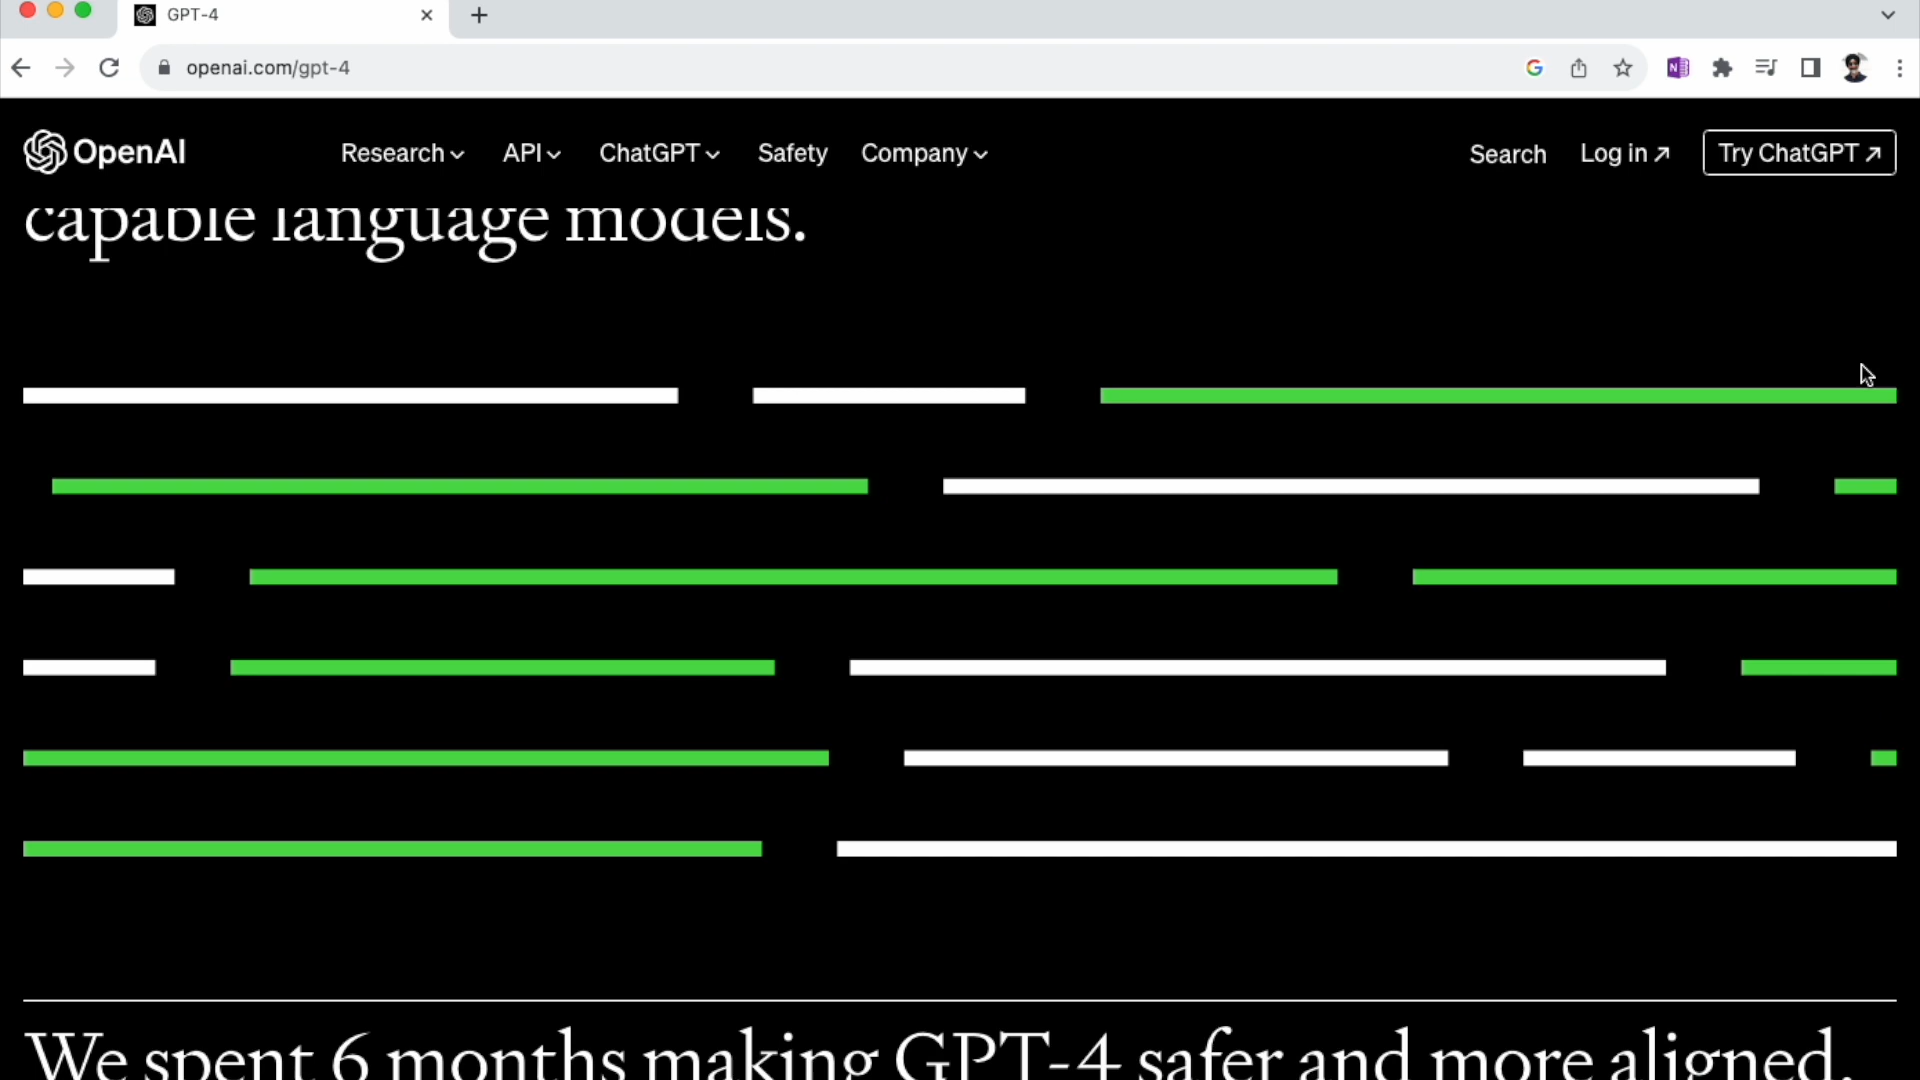 GPT-4
openai.com/gpt-4
OpenAI
Research
API
ChatGPT
Safety
Company
Search
Log in
Try ChatGPT
capable language models.
We spent 6 months making GPT-4 safer and more aligned.